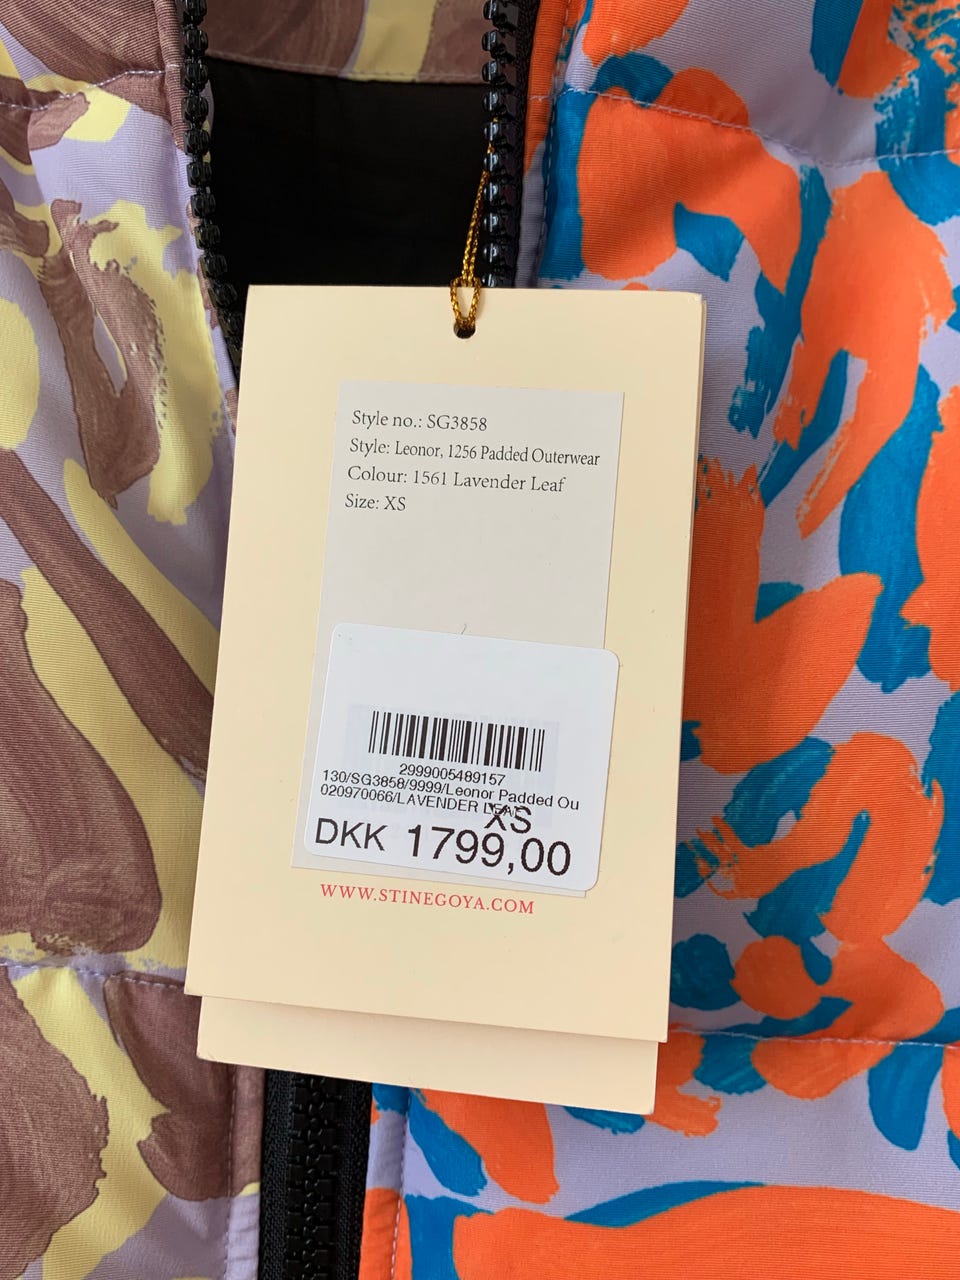 Style no.: SG3858
Style: Leonor, 1256 Padded Outerwear
Colour: 1561 Lavender Leaf
Size: XS
2999005489157
130/SG3858/9999/Leonor Padded Ou
020970066/LAVENDER LEAF
XS
DKK 1799,00
WWW.STINEGOYA.COM